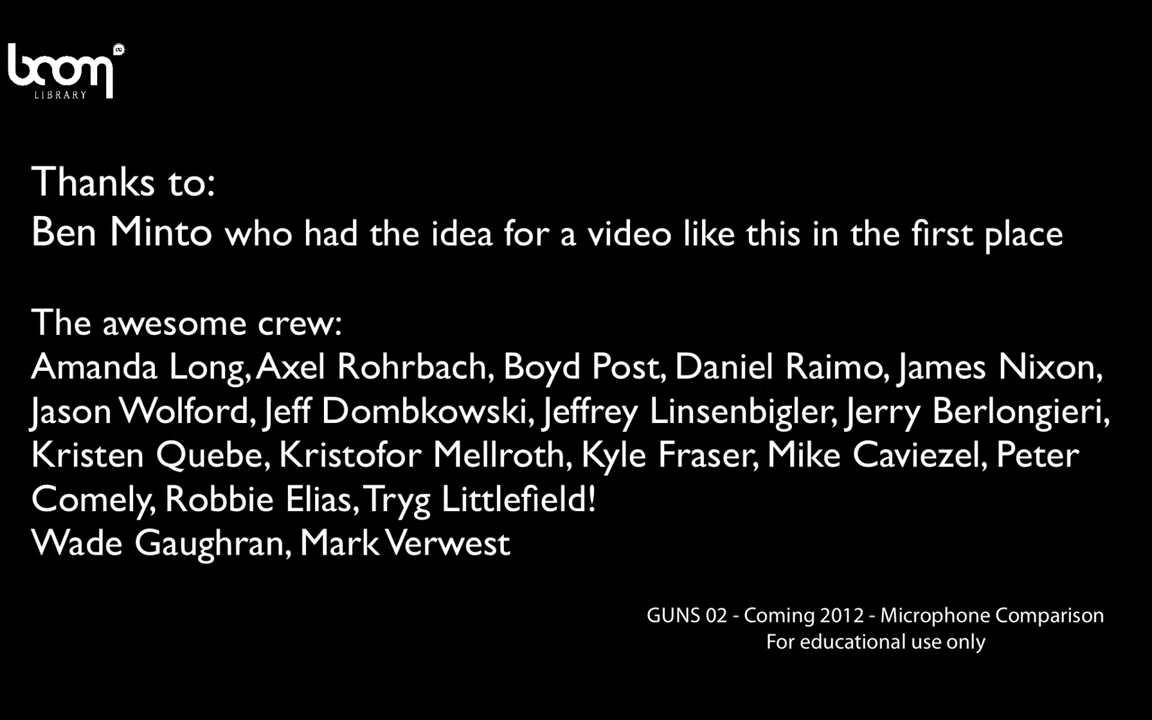 boom
LIBRARY
Thanks to:
Ben Minto who had the idea for a video like this in the first place
The awesome crew:
Amanda Long, Axel Rohrbach, Boyd Post, Daniel Raimo, James Nixon,
Jason Wolford, Jeff Dombkowski, Jeffrey Linsenbigler, Jerry Berlongieri,
Kristen Quebe, Kristofor Mellroth, Kyle Fraser, Mike Caviezel, Peter
Comely, Robbie Elias, Tryg Littlefield!
Wade Gaughran, Mark Verwest
GUNS 02 - Coming 2012 - Microphone Comparison
For educational use only